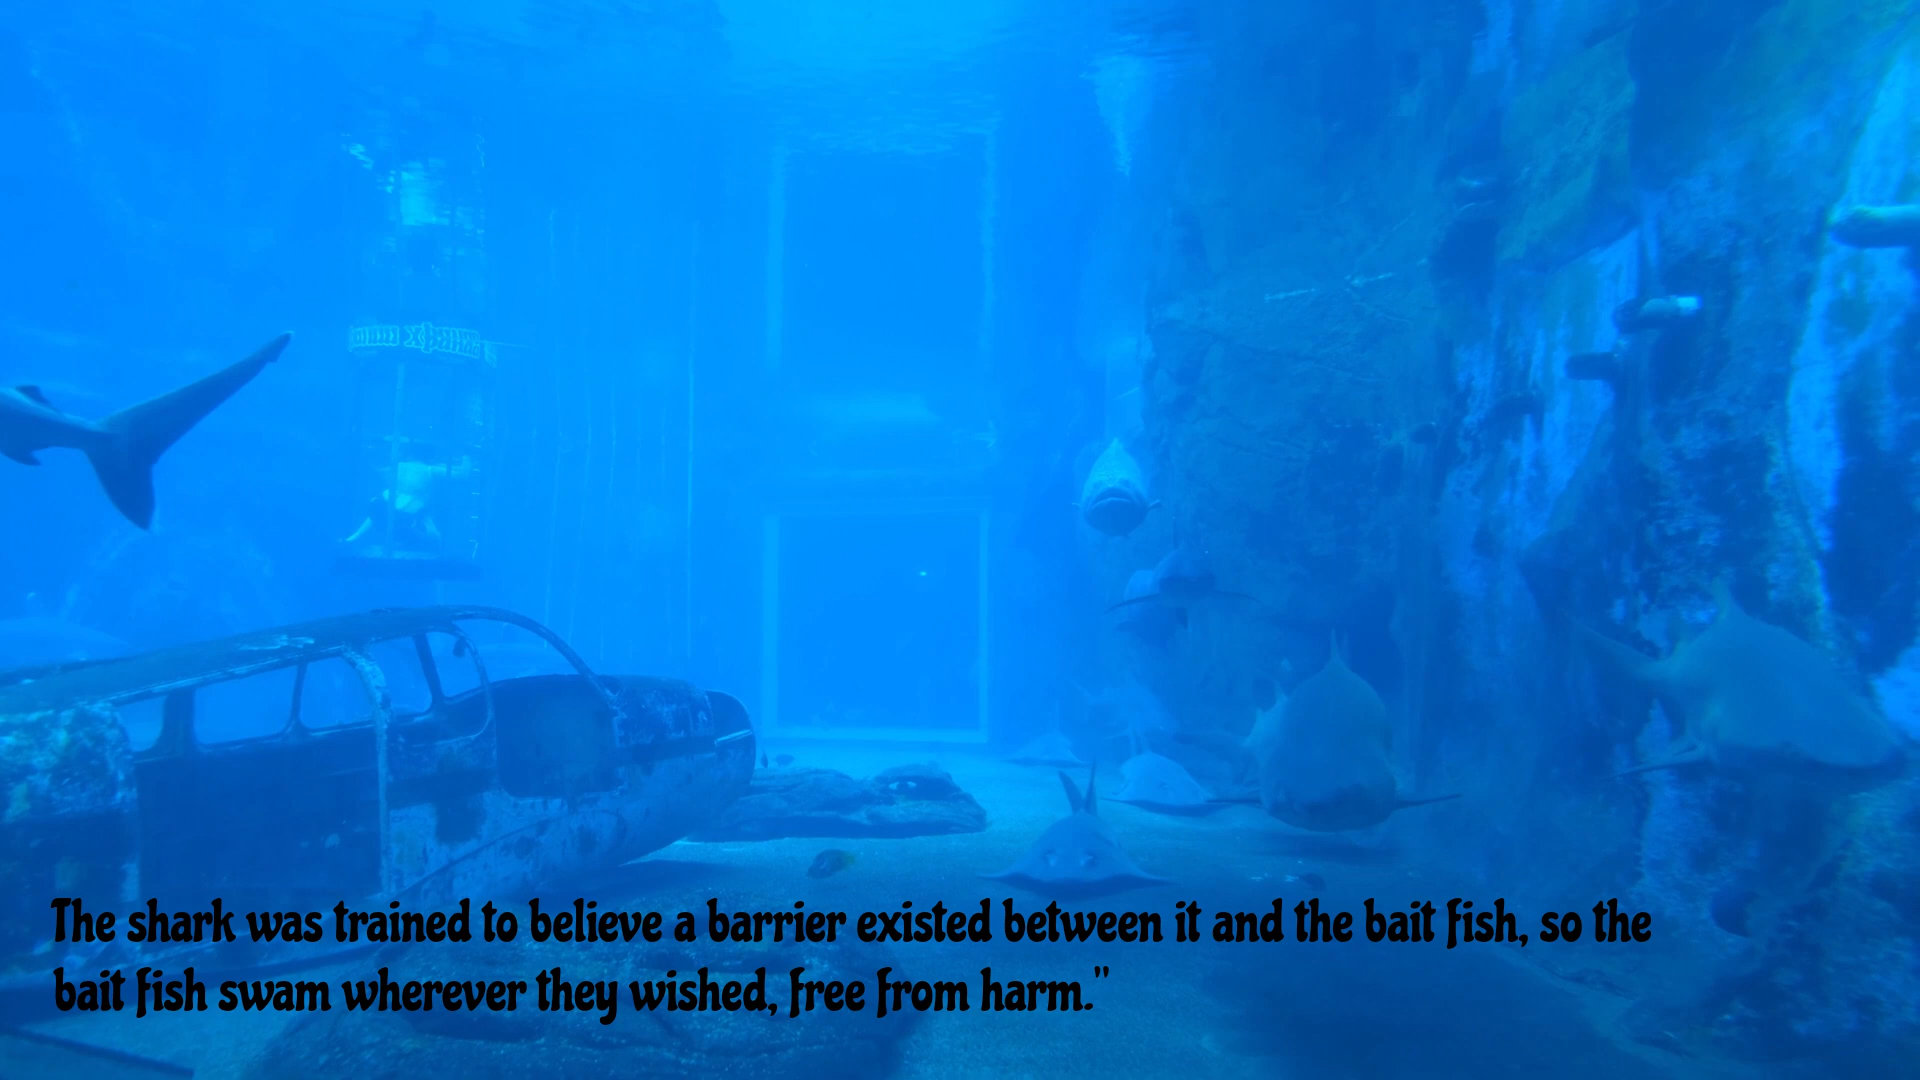 The shark was trained to believe a barrier existed between it and the bait fish, so the
bait fish swam wherever they wished, free from harm."